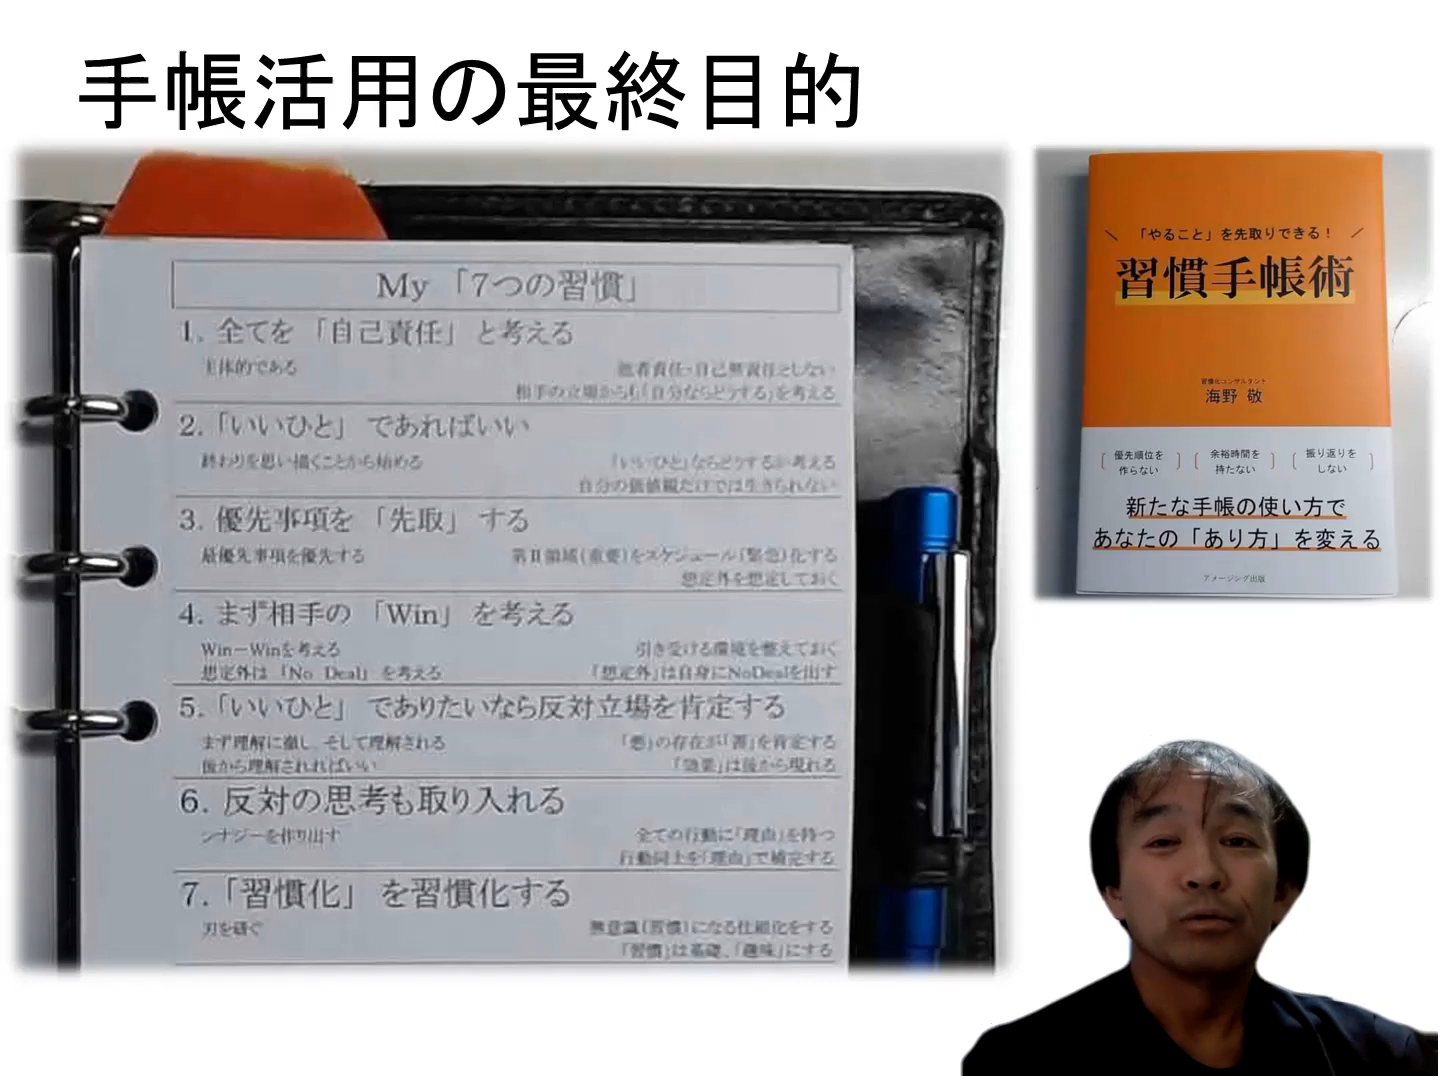 手帳活用の最終目的
My 「7つの習慣」
1. 全てを 「自己責任」 と考える
主体的である
他者責任・自己無責任としない
相手の立場からも「自分ならどうする」を考える
2. 「いいひと」 であればいい
終わりを思い描くことから始める
「いいひと」ならどうするか考える
自分の価値観だけでは生きられない
3. 優先事項を 「先取」 する
最優先事項を優先する
第Ⅱ領域(重要)をスケジュール(緊急)化する
想定外を想定しておく
4. まず相手の 「Win」 を考える
Win-Winを考える
引き受ける環境を整えておく
想定外は 「No Deal」 を考える
「想定外」は自身にNoDealを出す
5. 「いいひと」 でありたいなら反対立場を肯定する
まず理解に徹し、そして理解される
「悪」の存在が「善」を肯定する
後から理解されればいい
「効果」は後から現れる
6. 反対の思考も取り入れる
シナジーを作り出す
全ての行動に「理由」を持つ
行動同士を「理由」で補完する
7. 「習慣化」 を習慣化する
刃を研ぐ
無意識(習慣)になる仕組化をする
「習慣」は基礎、「趣味」にする
「やること」を先取りできる!
習慣手帳術
習慣化コンサルタント
海野 敬
優先順位を
作らない
余裕時間を
持たない
振り返りを
しない
新たな手帳の使い方で
あなたの「あり方」を変える
アメージング出版